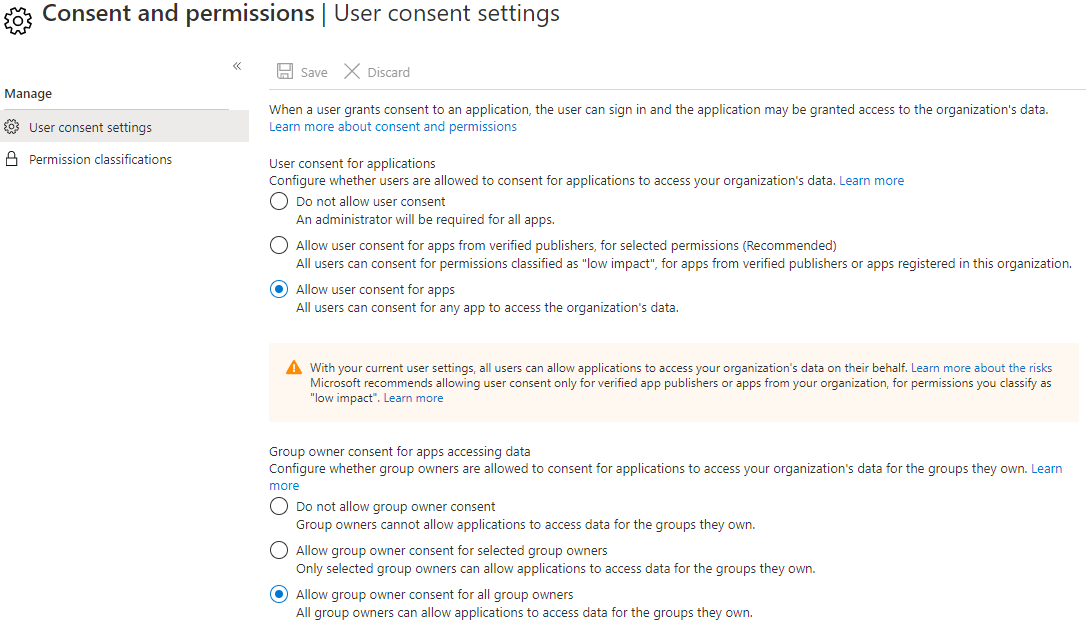 Consent and permissions | User consent settings
«
Save Discard
Manage
User consent settings
Permission classifications
When a user grants consent to an application, the user can sign in and the application may be granted access to the organization's data.
Learn more about consent and permissions
User consent for applications
Configure whether users are allowed to consent for applications to access your organization's data. Learn more
Do not allow user consent
An administrator will be required for all apps.
Allow user consent for apps from verified publishers, for selected permissions (Recommended)
All users can consent for permissions classified as "low impact", for apps from verified publishers or apps registered in this organization.
Allow user consent for apps
All users can consent for any app to access the organization's data.
With your current user settings, all users can allow applications to access your organization's data on their behalf. Learn more about the risks
Microsoft recommends allowing user consent only for verified app publishers or apps from your organization, for permissions you classify as
"low impact". Learn more
Group owner consent for apps accessing data
Configure whether group owners are allowed to consent for applications to access your organization's data for the groups they own. Learn
more
Do not allow group owner consent
Group owners cannot allow applications to access data for the groups they own.
Allow group owner consent for selected group owners
Only selected group owners can allow applications to access data for the groups they own.
Allow group owner consent for all group owners
All group owners can allow applications to access data for the groups they own.